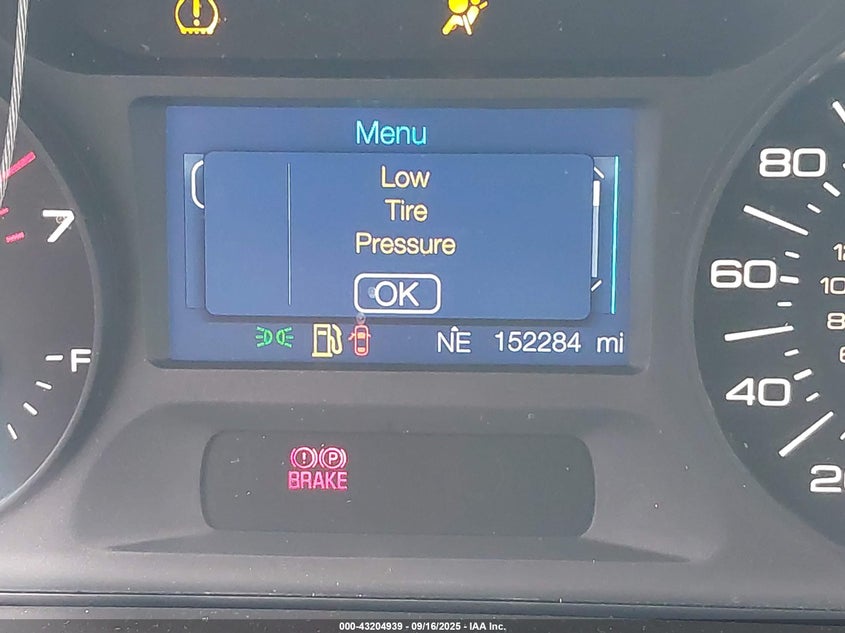 Menu
Low
Tire
Pressure
OK
NE 152284 mi
7
F
80
60
40
BRAKE
000-43204939 - 09/16/2025 - IAA Inc.